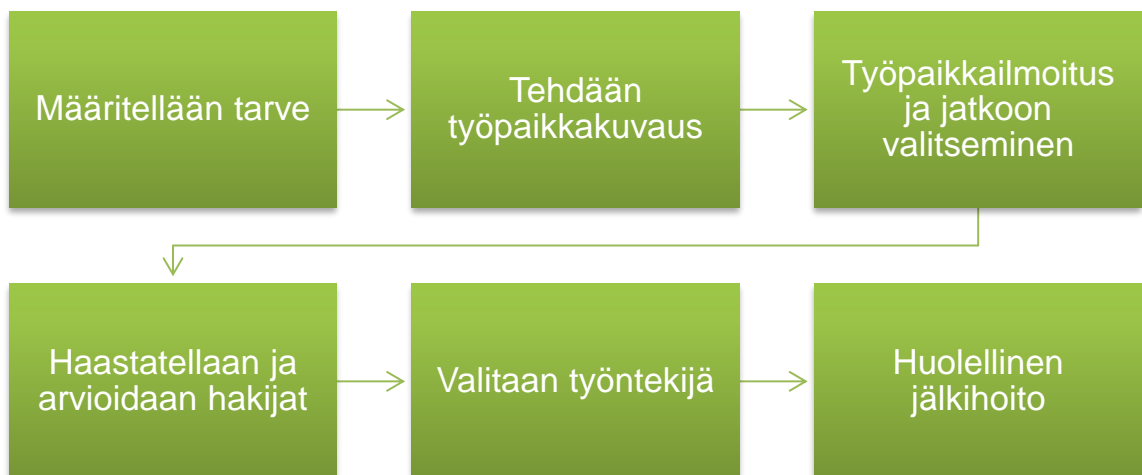 Määritellään tarve
Tehdään
työpaikkakuvaus
Työpaikkailmoitus
ja jatkoon
valitseminen
Haastatellaan ja
arvioidaan hakijat
Valitaan työntekijä
Huolellinen
jälkihoito